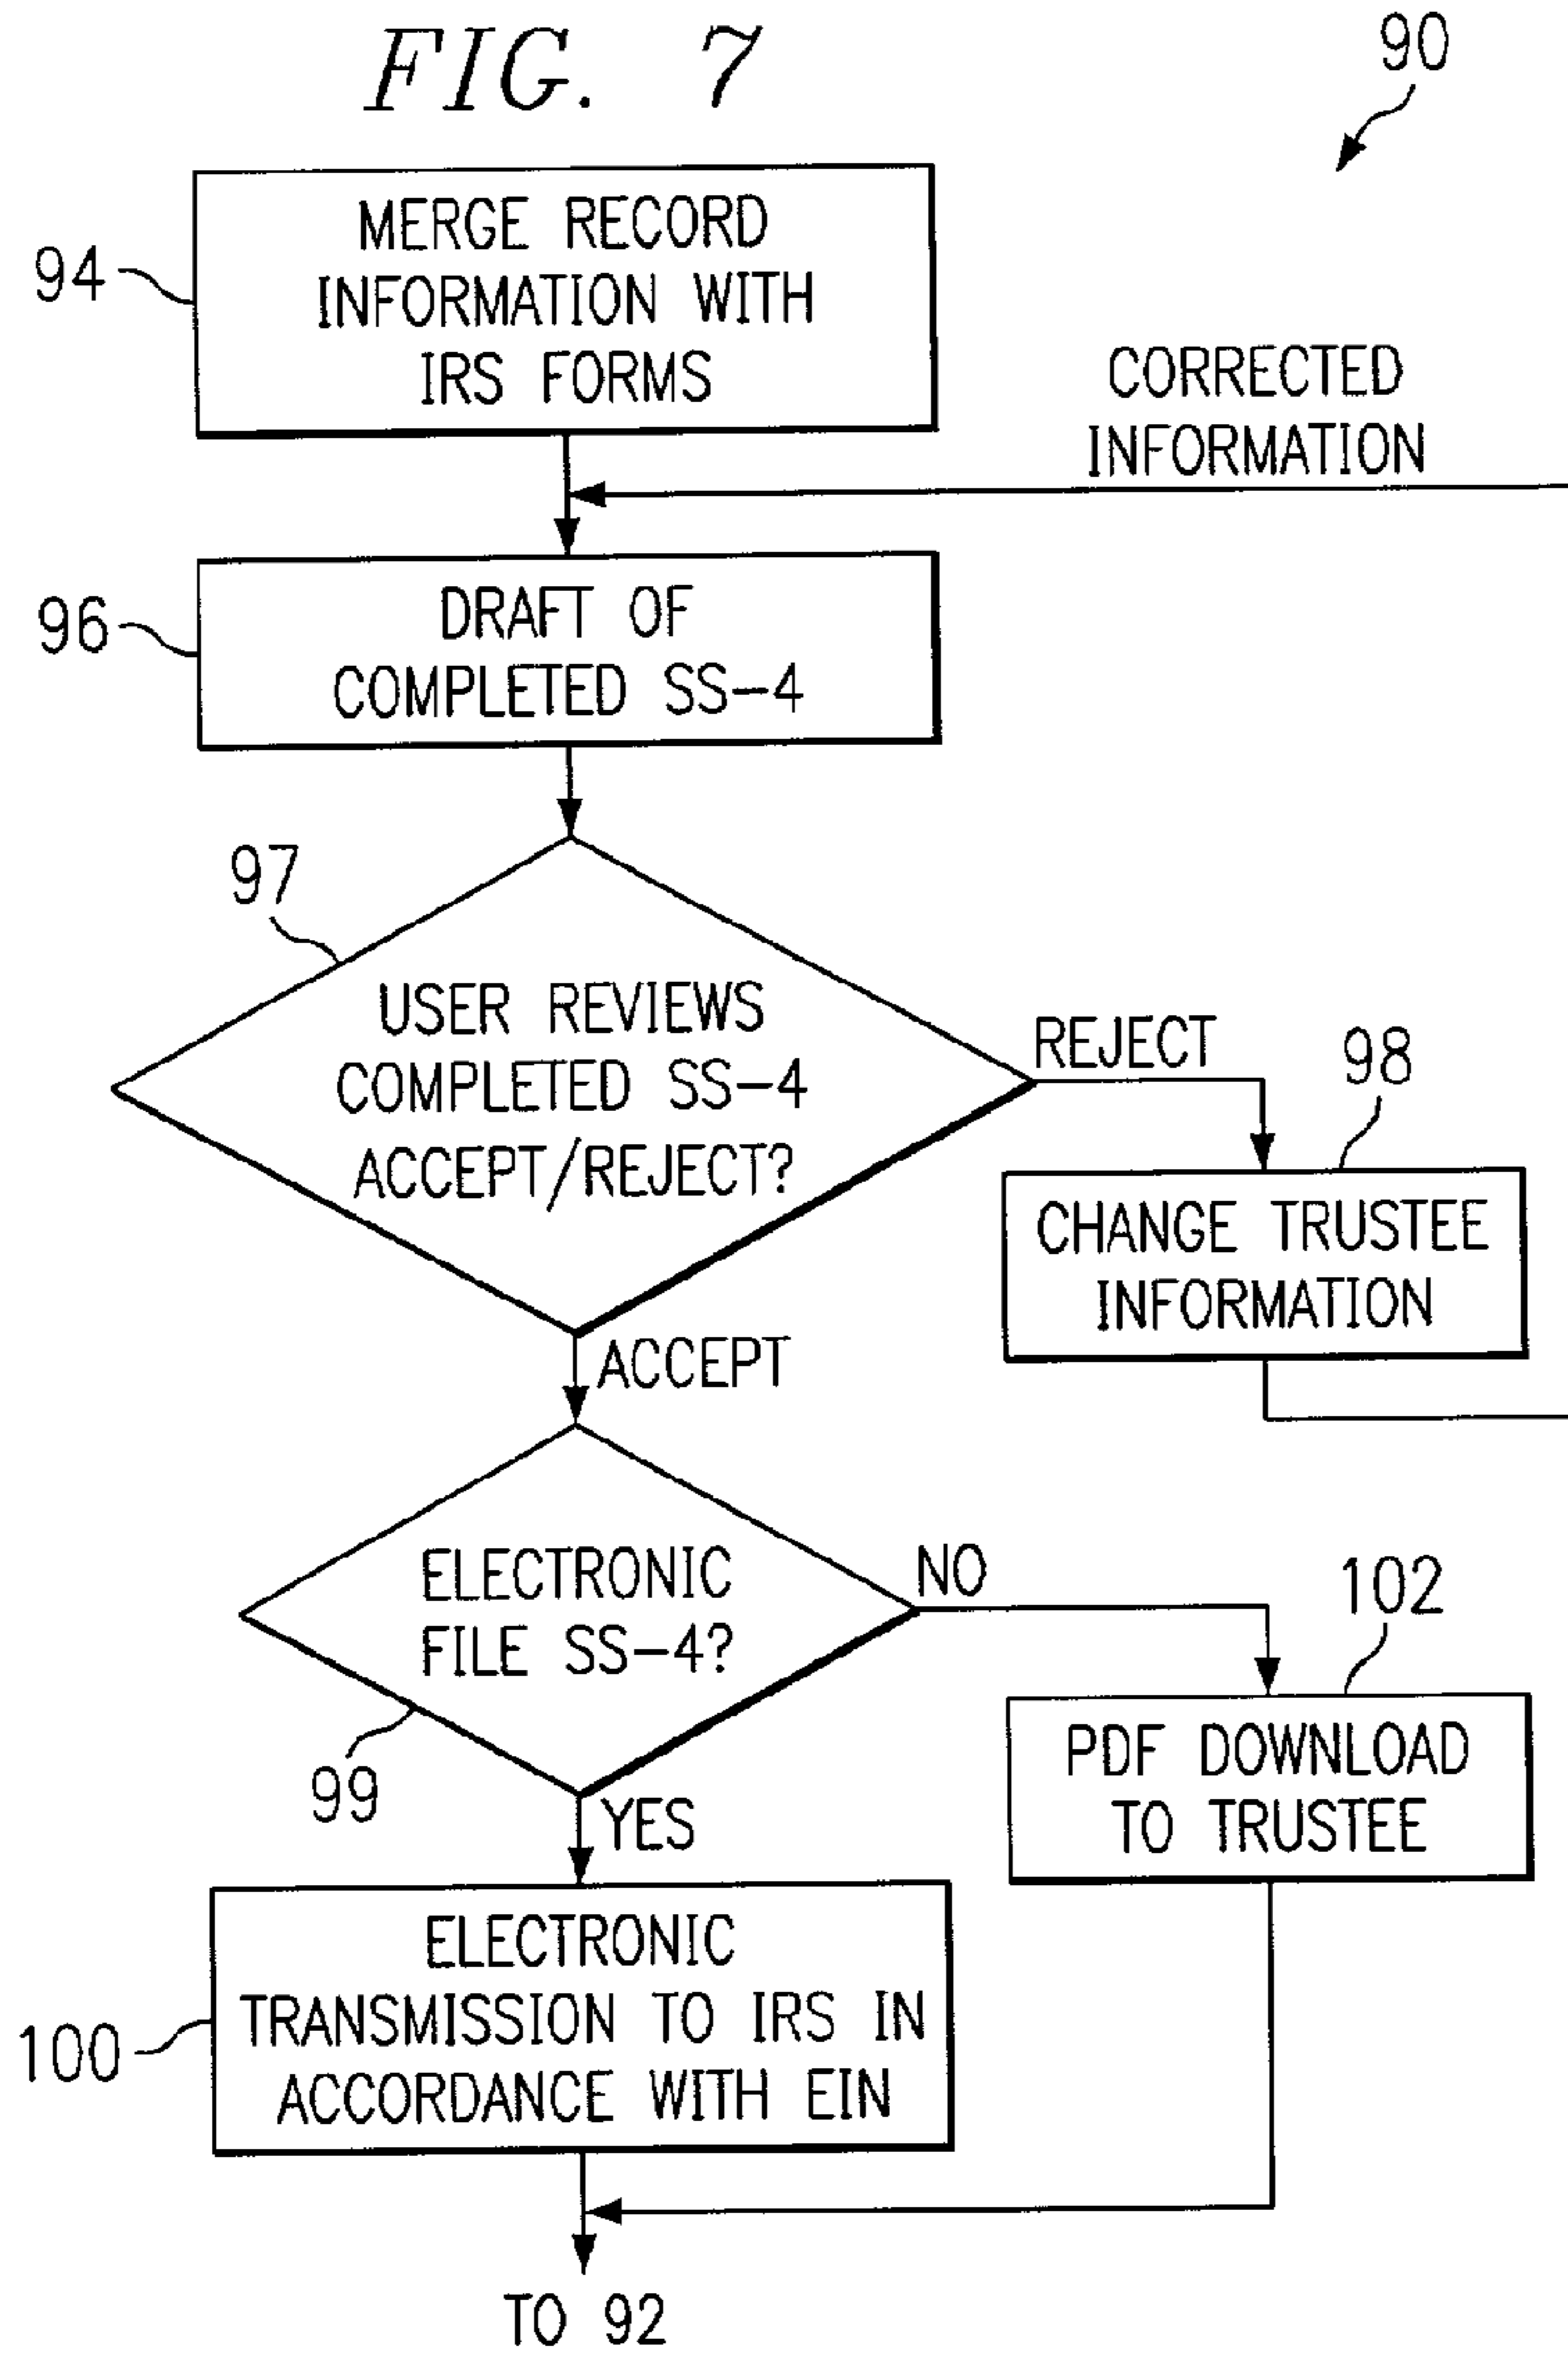 FIG. 7
90
94
MERGE RECORD
INFORMATION WITH
IRS FORMS
CORRECTED
INFORMATION
96
DRAFT OF
COMPLETED SS-4
97
USER REVIEWS
COMPLETED SS-4
ACCEPT/REJECT?
REJECT
98
CHANGE TRUSTEE
INFORMATION
ACCEPT
ELECTRONIC
FILE SS-4?
NO
99
102
PDF DOWNLOAD
TO TRUSTEE
YES
100
ELECTRONIC
TRANSMISSION TO IRS IN
ACCORDANCE WITH EIN
TO 92